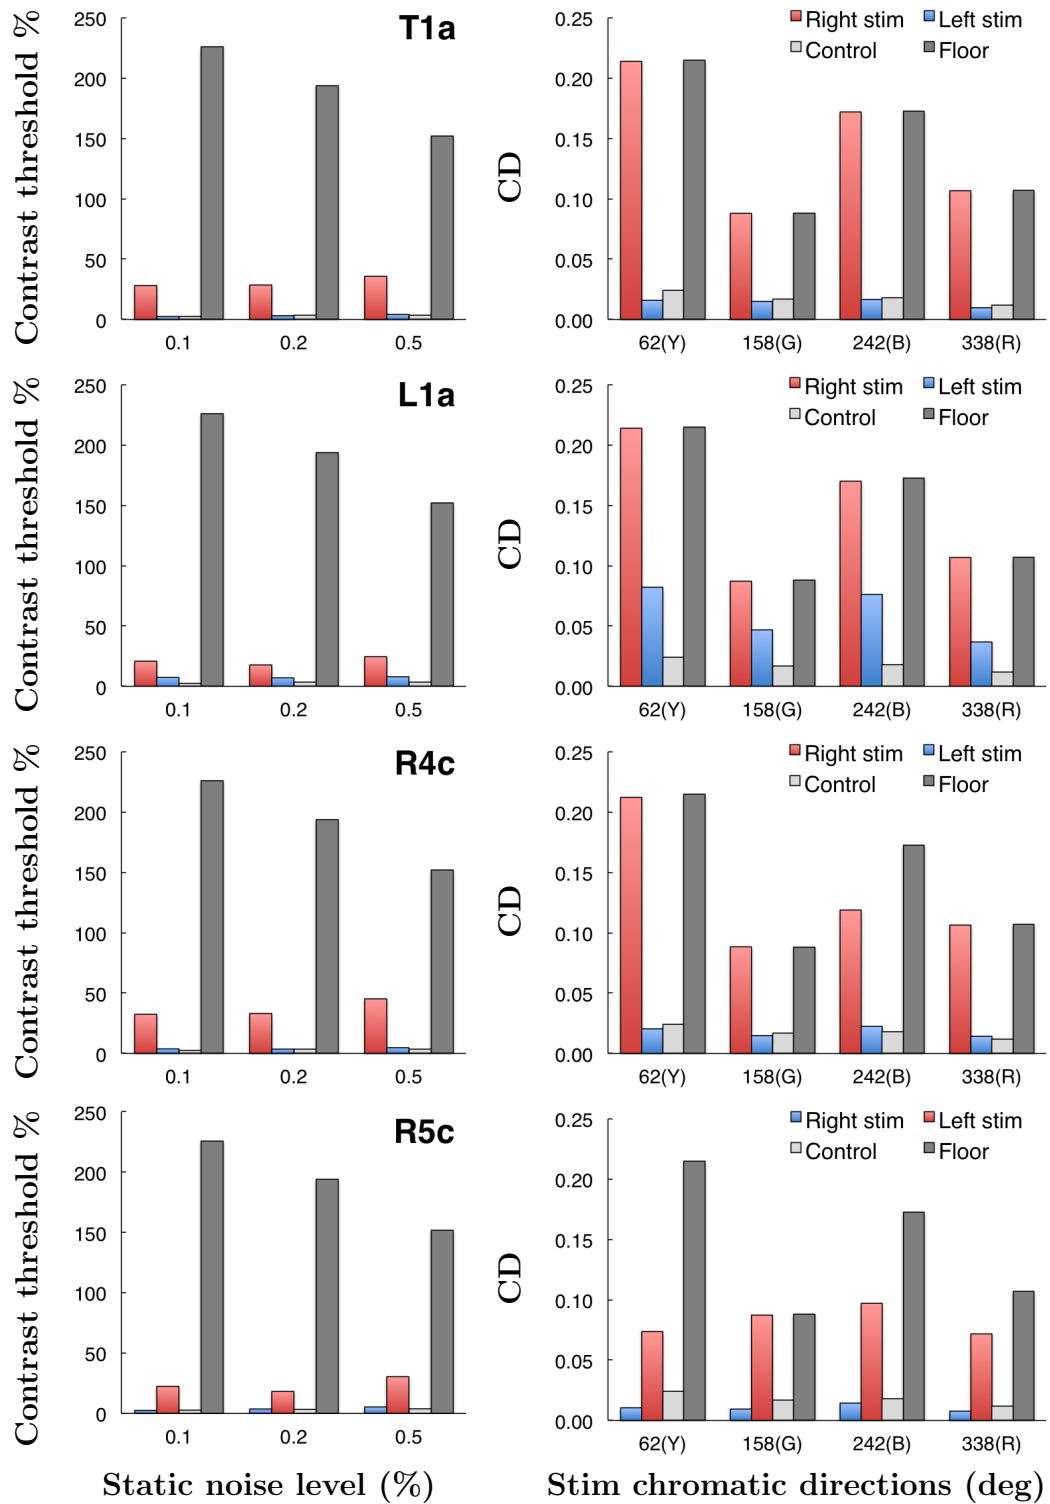 Contrast threshold %
250
200
150
100
50
0
T1a
0.1
0.2
0.5
CD
0.25
0.20
0.15
0.10
0.05
0.00
Right stim
Left stim
Control
Floor
62(Y)
158(G)
242(B)
338(R)
Contrast threshold %
250
200
150
100
50
0
L1a
0.1
0.2
0.5
CD
0.25
0.20
0.15
0.10
0.05
0.00
Right stim
Left stim
Control
Floor
62(Y)
158(G)
242(B)
338(R)
Contrast threshold %
250
200
150
100
50
0
R4c
0.1
0.2
0.5
CD
0.25
0.20
0.15
0.10
0.05
0.00
Right stim
Left stim
Control
Floor
62(Y)
158(G)
242(B)
338(R)
Contrast threshold %
250
200
150
100
50
0
R5c
0.1
0.2
0.5
Static noise level (%)
CD
0.25
0.20
0.15
0.10
0.05
0.00
Right stim
Left stim
Control
Floor
62(Y)
158(G)
242(B)
338(R)
Stim chromatic directions (deg)